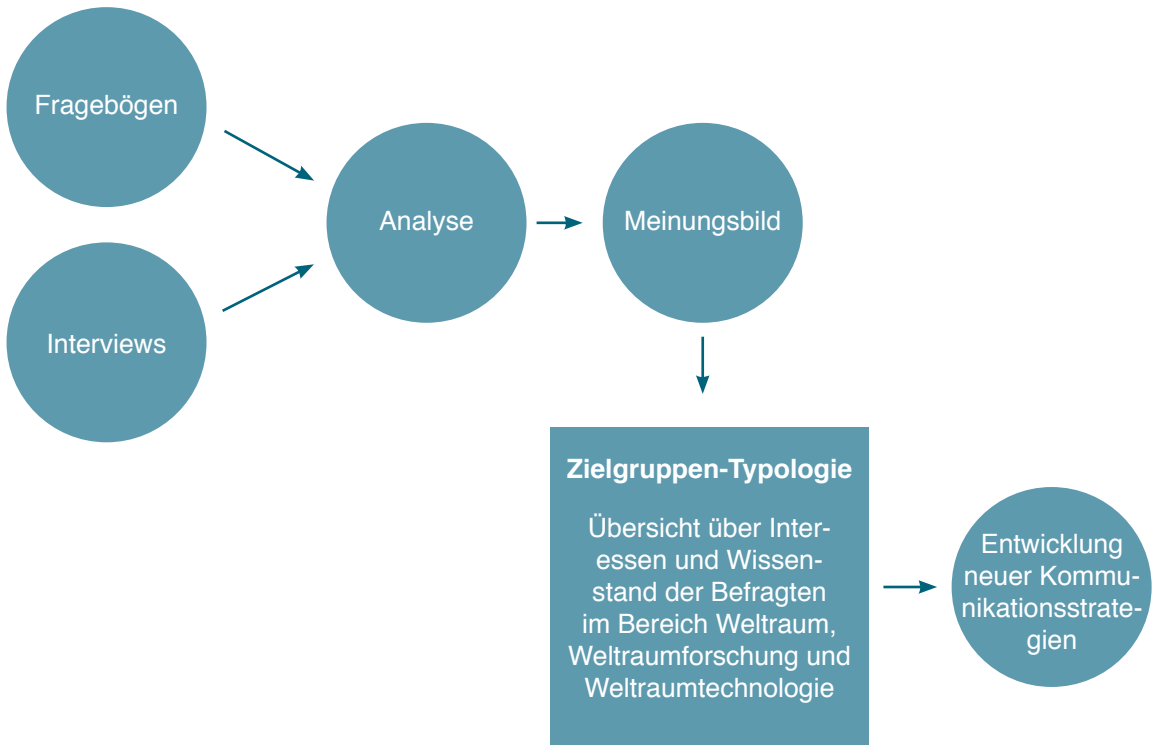 Fragebögen
Interviews
Analyse
Meinungsbild
Zielgruppen-Typologie
Übersicht über Inter-
essen und Wissen-
stand der Befragten
im Bereich Weltraum,
Weltraumforschung und
Weltraumtechnologie
Entwicklung
neuer Kommu-
nikationsstrate-
gien